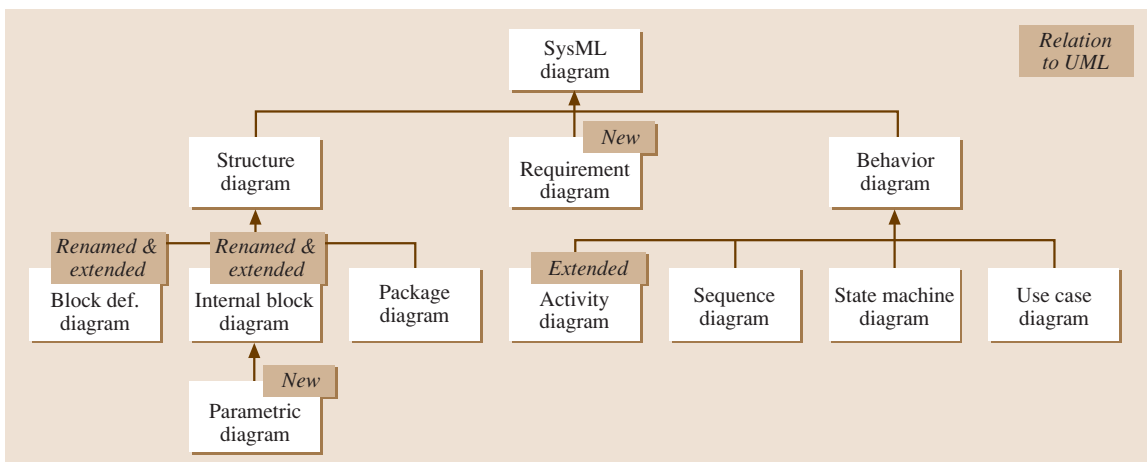 SysML
diagram
Relation
to UML
Structure
diagram
New
Requirement
diagram
Behavior
diagram
Renamed &
extended
Block def.
diagram
Renamed &
extended
Internal block
diagram
Package
diagram
Extended
Activity
diagram
Sequence
diagram
State machine
diagram
Use case
diagram
New
Parametric
diagram